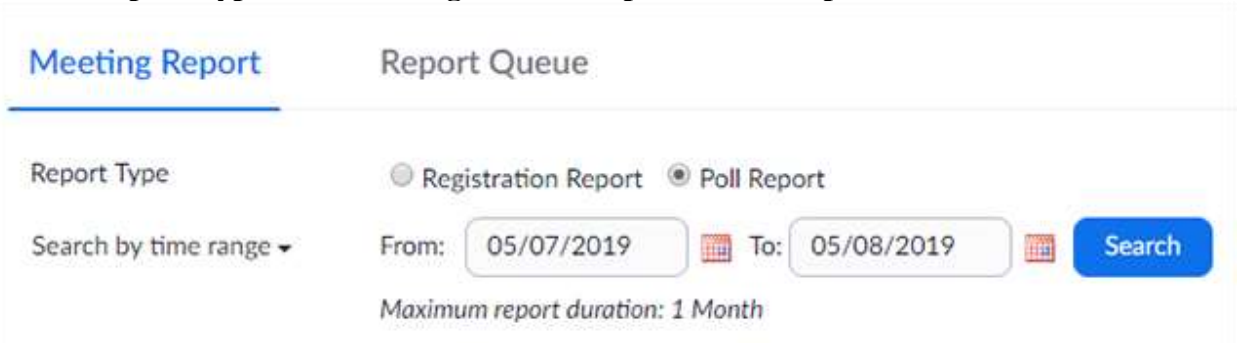 Meeting Report Report Queue
Report Type Registration Report Poll Report
Search by time range From: 05/07/2019 To: 05/08/2019 Search
Maximum report duration: 1 Month